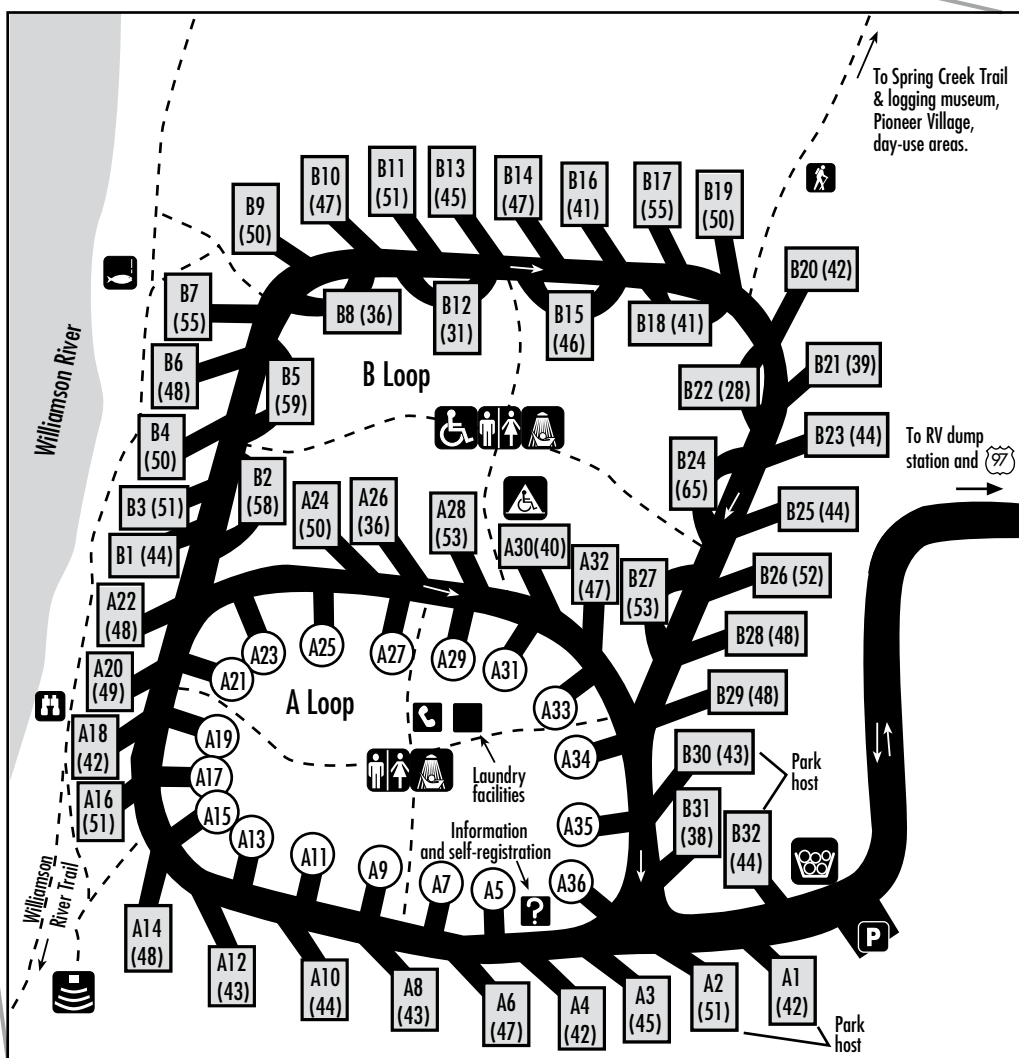 To Spring Creek Trail
& logging museum,
Pioneer Village,
day-use areas.
B9
(50)
B10
(47)
B11
(51)
B13
(45)
B14
(47)
B16
(41)
B17
(55)
B19
(50)
B20 (42)
B7
(55)
B8 (36)
B12
(31)
B15
(46)
B18 (41)
B6
(48)
B5
(59)
B Loop
B22 (28)
B21 (39)
Williamson River
B4
(50)
B23 (44)
To RV dump
station and 97
B3 (51)
B2
(58)
A24
(50)
A26
(36)
A28
(53)
B24
(65)
B25 (44)
B1 (44)
A30(40)
A32
(47)
B27
(53)
B26 (52)
A22
(48)
B28 (48)
A23
A25
A27
A29
A31
A20
(49)
A21
B29 (48)
A Loop
A33
A18
(42)
A19
A34
B30 (43)
Park
host
A17
Laundry
facilities
A16
(51)
A15
A13
Information
and self-registration
A35
B31
(38)
B32
(44)
A11
A9
A7
A5
A36
?
Williamson
River Trail
A14
(48)
P
A12
(43)
A10
(44)
A8
(43)
A6
(47)
A4
(42)
A3
(45)
A2
(51)
A1
(42)
Park
host